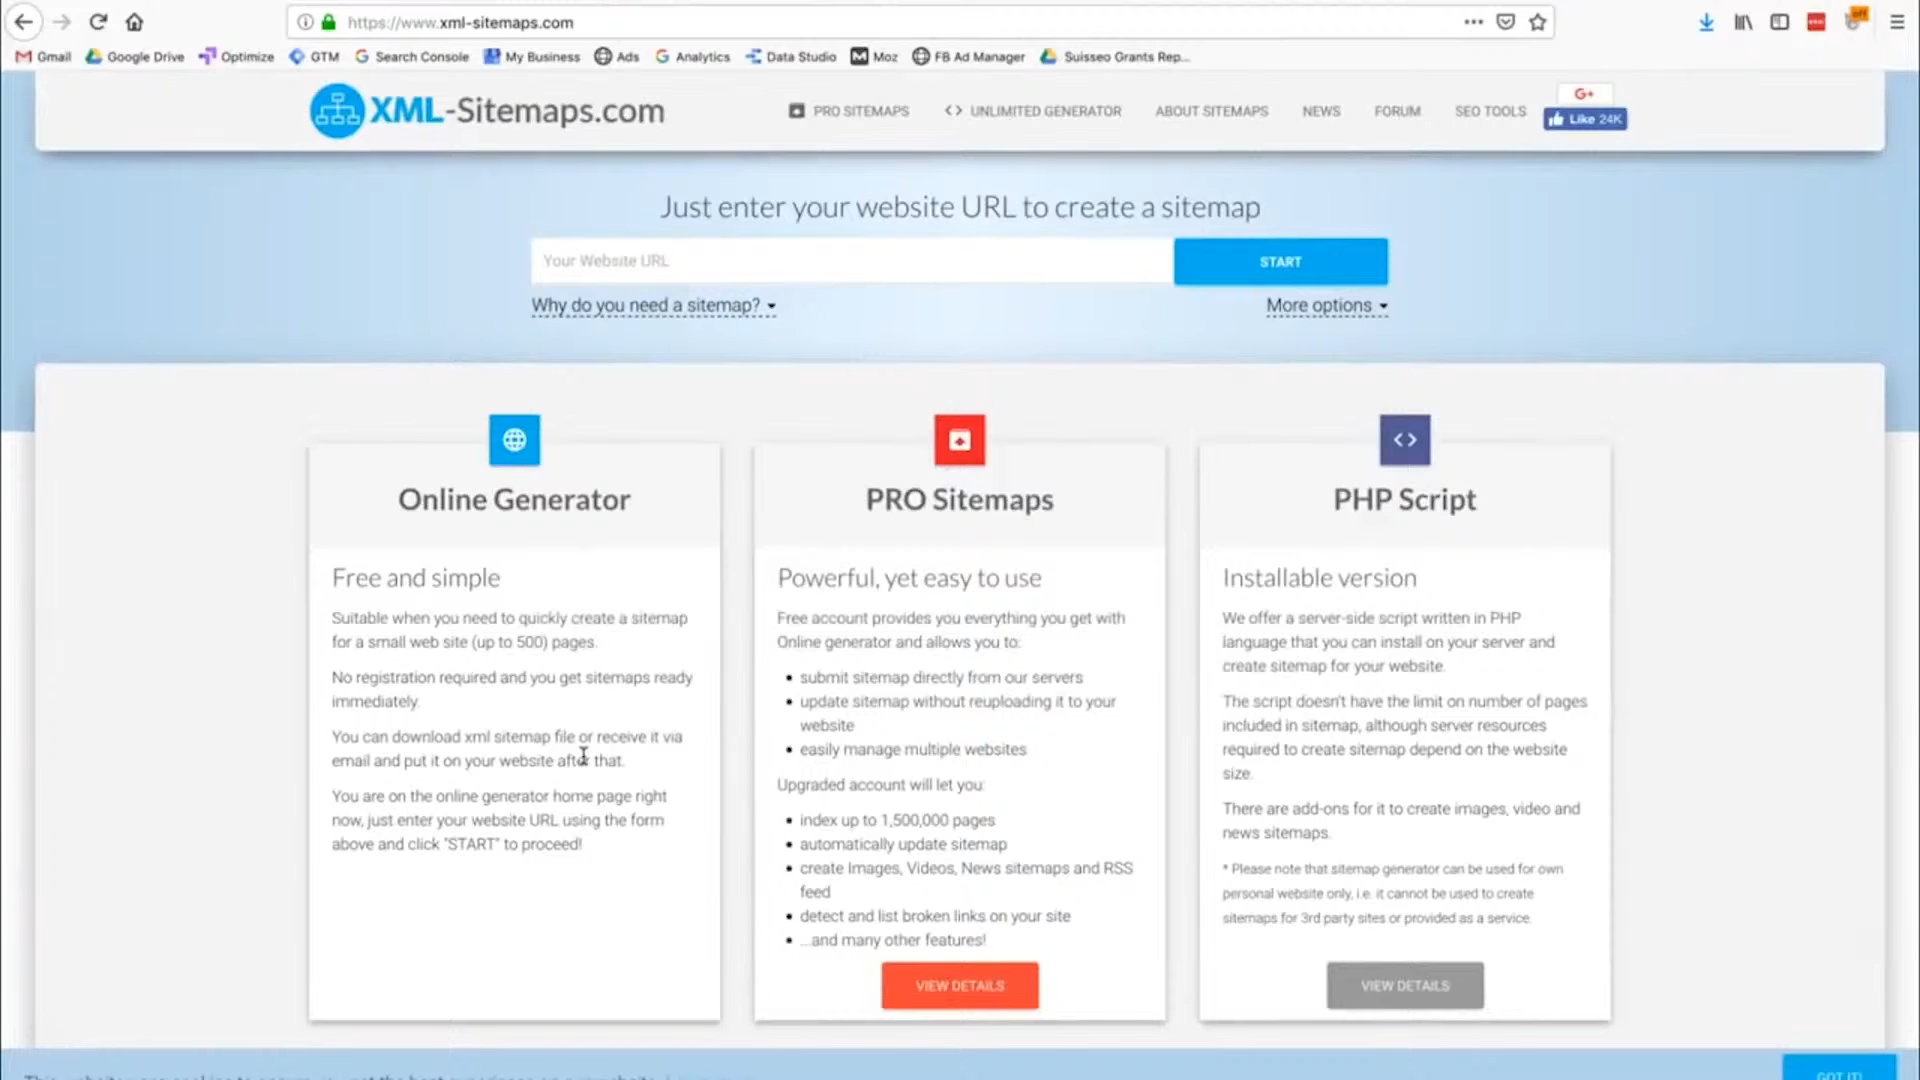 https://www.xml-sitemaps.com
Gmail Google Drive Optimize GTM Search Console My Business Ads Analytics Data Studio Moz FB Ad Manager Suisseo Grants Rep...
off
XML-Sitemaps.com PRO SITEMAPS <> UNLIMITED GENERATOR ABOUT SITEMAPS NEWS FORUM SEO TOOLS
G+
Like 24K
Just enter your website URL to create a sitemap
Your Website URL START
Why do you need a sitemap? More options
Online Generator
Free and simple
Suitable when you need to quickly create a sitemap
for a small web site (up to 500) pages.
No registration required and you get sitemaps ready
immediately.
You can download xml sitemap file or receive it via
email and put it on your website after that.
You are on the online generator home page right
now, just enter your website URL using the form
above and click "START" to proceed!
PRO Sitemaps
Powerful, yet easy to use
Free account provides you everything you get with
Online generator and allows you to:
• submit sitemap directly from our servers
• update sitemap without reuploading it to your
website
• easily manage multiple websites
Upgraded account will let you:
• index up to 1,500,000 pages
• automatically update sitemap
• create Images, Videos, News sitemaps and RSS
feed
• detect and list broken links on your site
• ...and many other features!
VIEW DETAILS
<>
PHP Script
Installable version
We offer a server-side script written in PHP
language that you can install on your server and
create sitemap for your website.
The script doesn't have the limit on number of pages
included in sitemap, although server resources
required to create sitemap depend on the website
size.
There are add-ons for it to create images, video and
news sitemaps.
* Please note that sitemap generator can be used for own
personal website only, i.e. it cannot be used to create
sitemaps for 3rd party sites or provided as a service.
VIEW DETAILS
GOT IT!